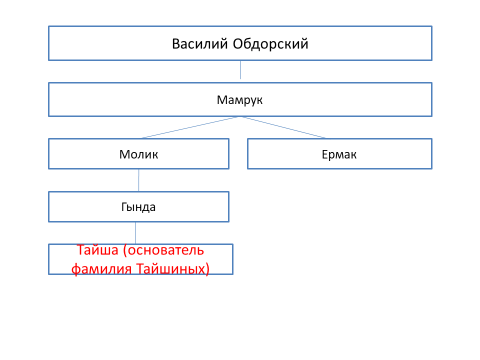 Василий Обдорский
Мамрук
Молик
Ермак
Гында
Тайша (основатель
фамилия Тайшиных)